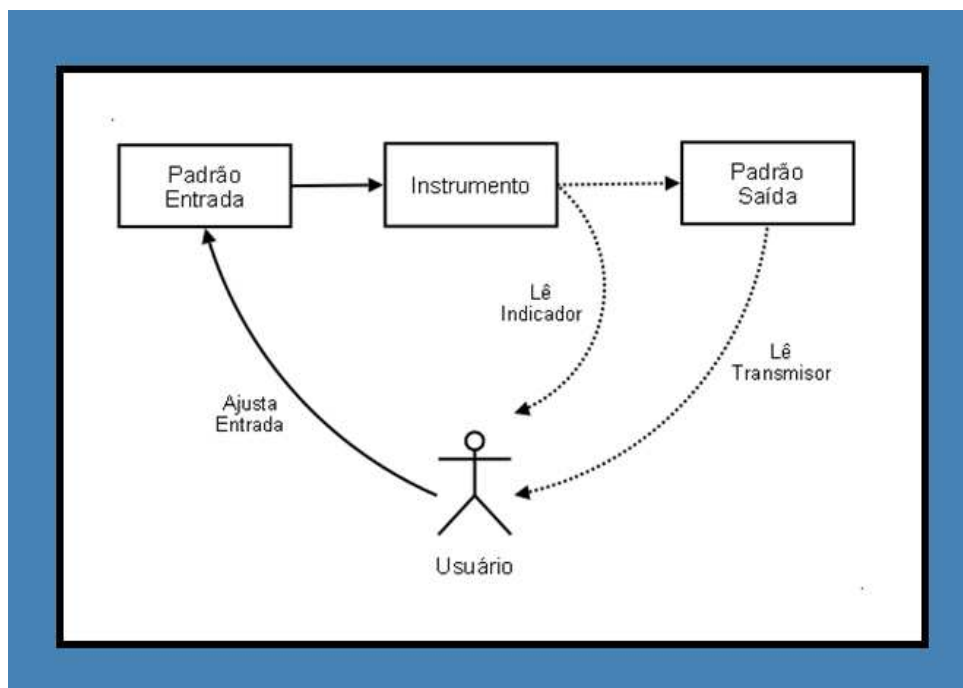 Padrão
Entrada
Instrumento
Padrão
Saída
Lê
Indicador
Lê
Transmisor
Ajusta
Entrada
Usuário